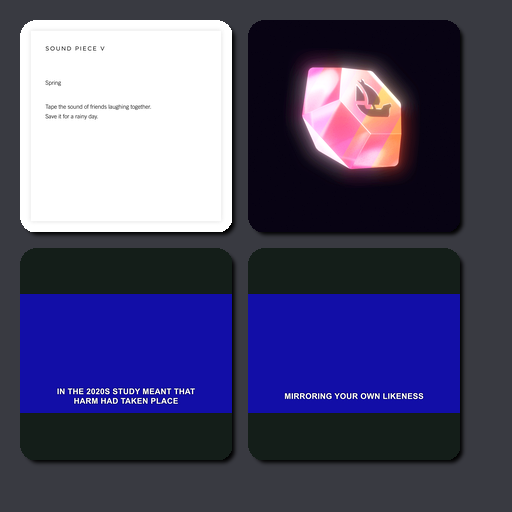 SOUND PIECE V
Spring
Tape the sound of friends laughing together.
Save it for a rainy day.
IN THE 2020S STUDY MEANT THAT
HARM HAD TAKEN PLACE
MIRRORING YOUR OWN LIKENESS